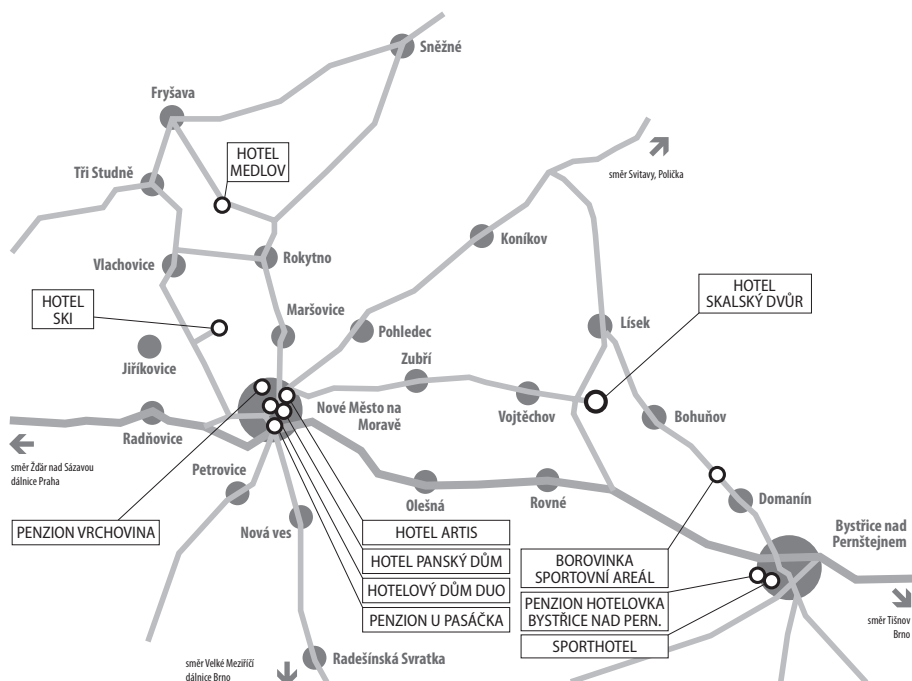 Sněžné
Fryšava
HOTEL
MEDLOV
Tři Studně
směr Svitavy, Polička
Koníkov
Rokytno
Vlachovice
HOTEL
SKALSKÝ DVŮR
HOTEL
SKI
Maršovice
Pohledec
Lísek
Jiříkovice
Zubří
Vojtěchov
Nové Město na
Moravě
Bohuňov
Radňovice
směr Žďár nad Sázavou
dálnice Praha
Petrovice
Olešná
Rovné
Domanín
PENZION VRCHOVINA
Nová ves
HOTEL ARTIS
HOTEL PANSKÝ DŮM
HOTELOVÝ DŮM DUO
PENZION U PASÁČKA
Bystřice nad
Pernštejnem
BOROVINKA
SPORTOVNÍ AREÁL
PENZION HOTELOVKA
BYSTŘICE NAD PERN.
SPORTHOTEL
směr Tišnov
Brno
směr Velké Meziříčí
dálnice Brno
Radešínská Svratka